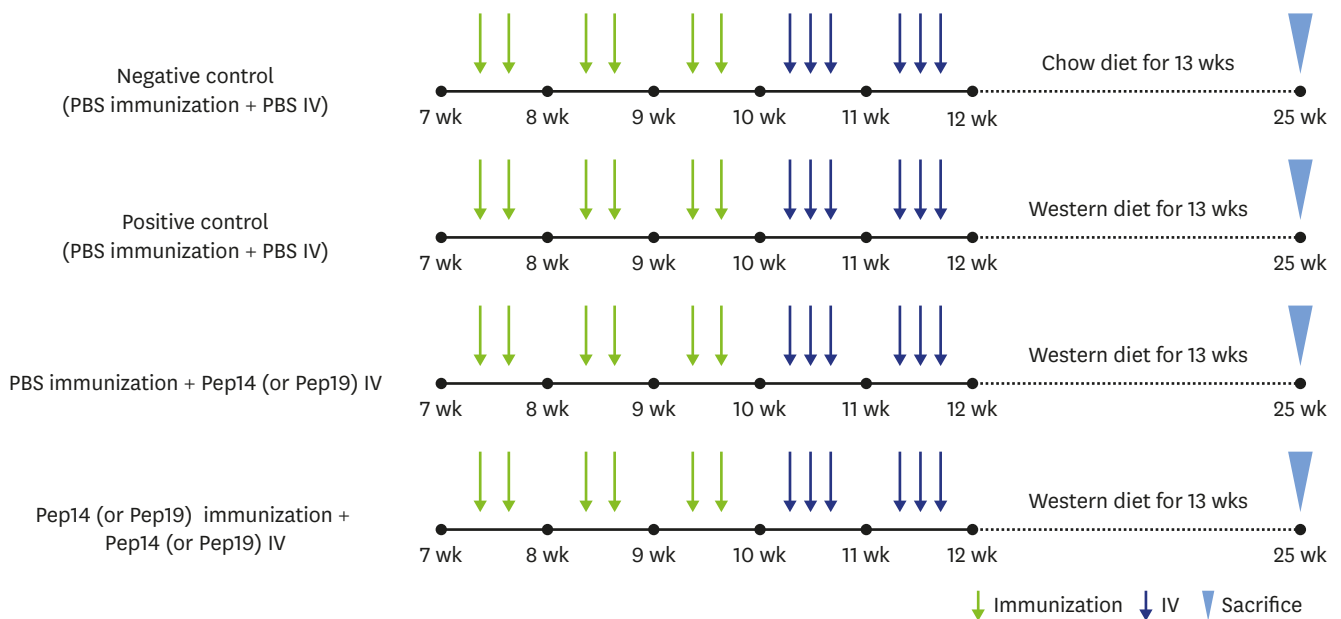 Negative control
(PBS immunization + PBS IV)
Chow diet for 13 wks
7 wk 8 wk 9 wk 10 wk 11 wk 12 wk 25 wk
Positive control
(PBS immunization + PBS IV)
Western diet for 13 wks
7 wk 8 wk 9 wk 10 wk 11 wk 12 wk 25 wk
PBS immunization + Pep14 (or Pep19) IV
Western diet for 13 wks
7 wk 8 wk 9 wk 10 wk 11 wk 12 wk 25 wk
Pep14 (or Pep19) immunization +
Pep14 (or Pep19) IV
Western diet for 13 wks
7 wk 8 wk 9 wk 10 wk 11 wk 12 wk 25 wk
Immunization IV Sacrifice